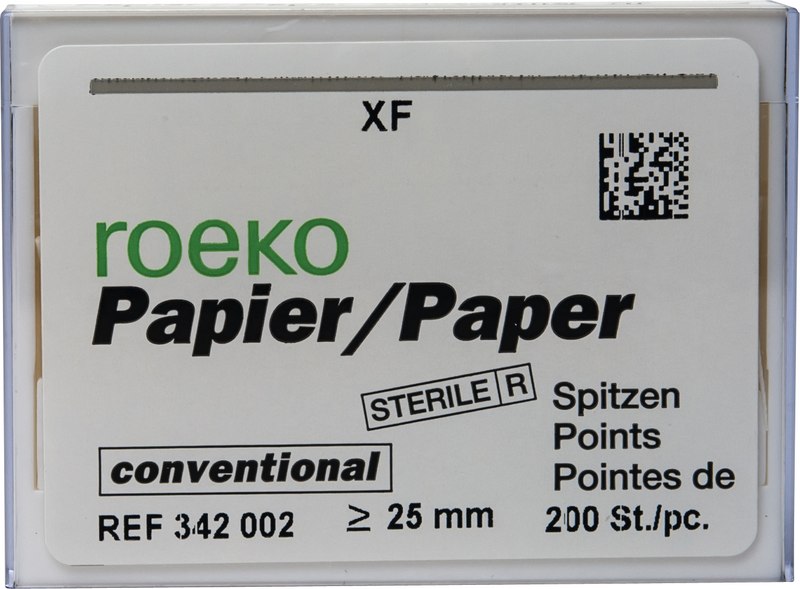 XF
roeko
Papier/Paper
STERILE R
Spitzen
Points
Pointes de
conventional
REF 342 002
≥ 25 mm
200 St./pc.